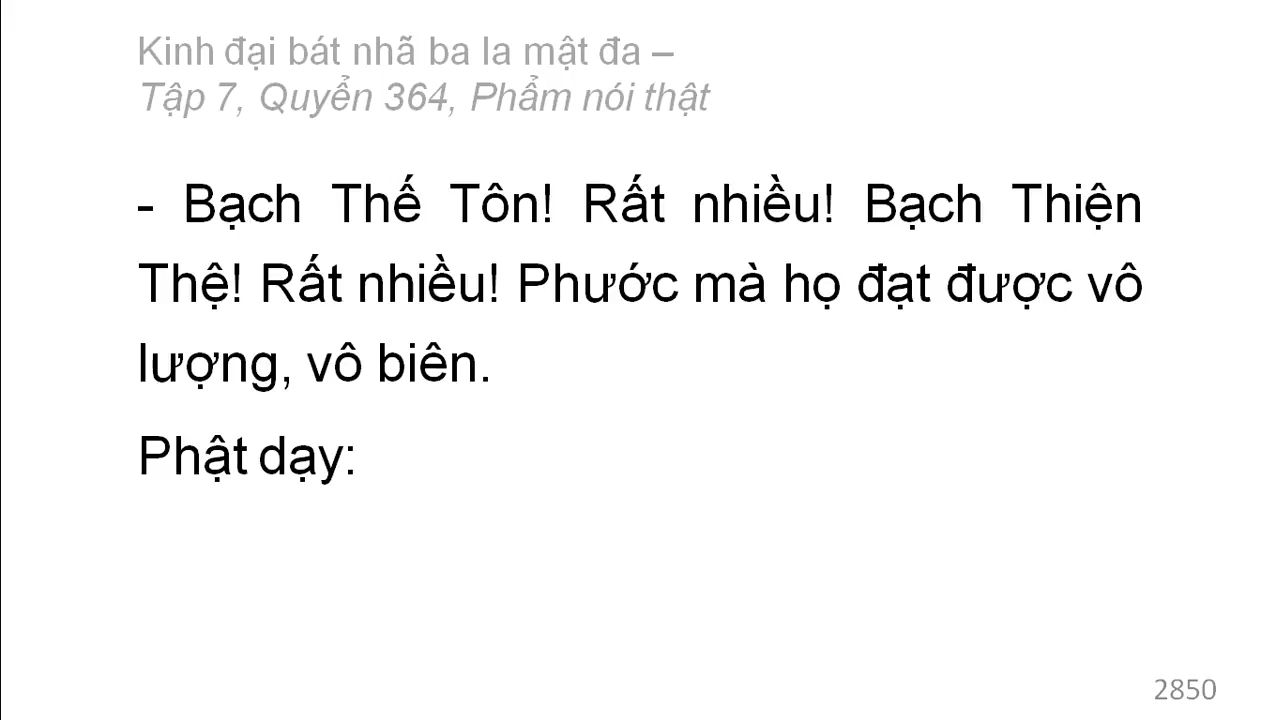 Kinh đại bát nhã ba la mật đa –
Tập 7, Quyển 364, Phẩm nói thật
- Bạch Thế Tôn! Rất nhiều! Bạch Thiện
Thệ! Rất nhiều! Phước mà họ đạt được vô
lượng, vô biên.
Phật dạy:
2850